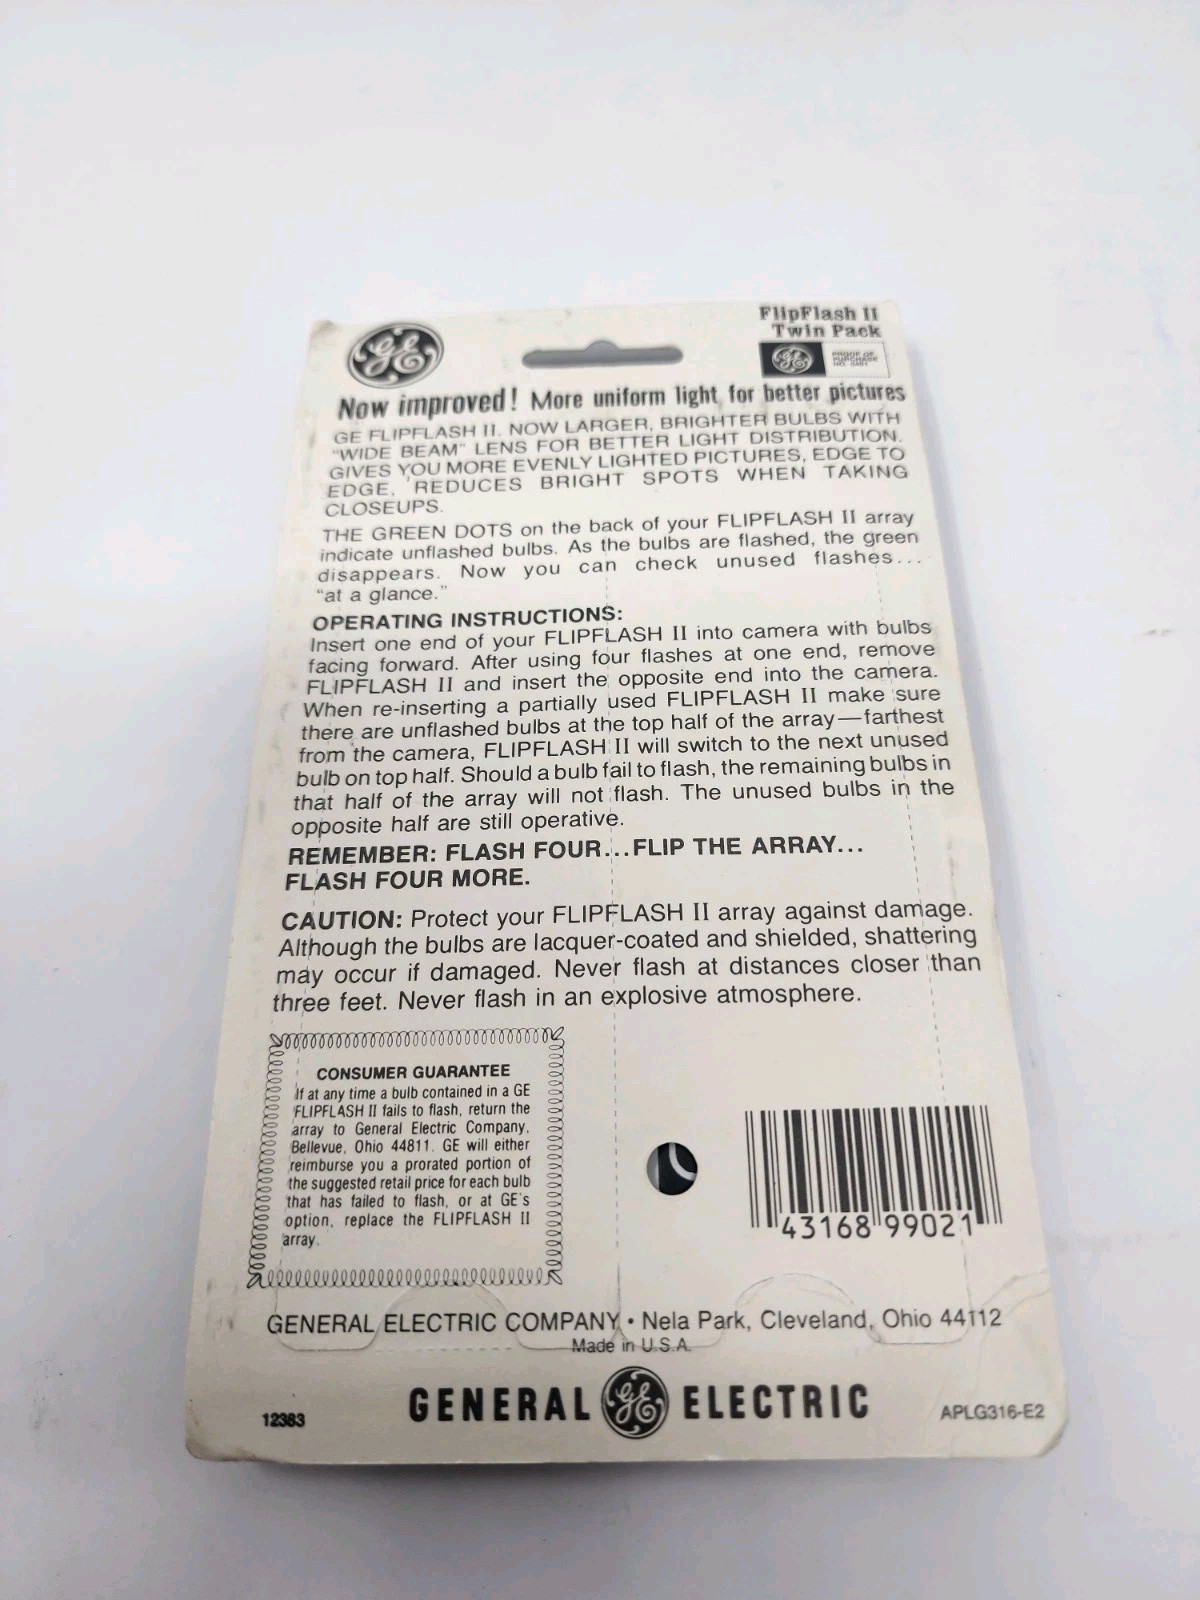 GE
FlipFlash II
Twin Pack
GE
PROOF OF
PURCHASE
Now improved! More uniform light for better pictures
GE FLIPFLASH II. NOW LARGER, BRIGHTER BULBS WITH
"WIDE BEAM" LENS FOR BETTER LIGHT DISTRIBUTION.
GIVES YOU MORE EVENLY LIGHTED PICTURES, EDGE TO
EDGE, REDUCES BRIGHT SPOTS WHEN TAKING
CLOSEUPS.
THE GREEN DOTS on the back of your FLIPFLASH II array
indicate unflashed bulbs. As the bulbs are flashed, the green
disappears. Now you can check unused flashes...
"at a glance."
OPERATING INSTRUCTIONS:
Insert one end of your FLIPFLASH II into camera with bulbs
facing forward. After using four flashes at one end, remove
FLIPFLASH II and insert the opposite end into the camera.
When re-inserting a partially used FLIPFLASH II make sure
there are unflashed bulbs at the top half of the array—farthest
from the camera, FLIPFLASH II will switch to the next unused
bulb on top half. Should a bulb fail to flash, the remaining bulbs in
that half of the array will not flash. The unused bulbs in the
opposite half are still operative.
REMEMBER: FLASH FOUR...FLIP THE ARRAY...
FLASH FOUR MORE.
CAUTION: Protect your FLIPFLASH II array against damage.
Although the bulbs are lacquer-coated and shielded, shattering
may occur if damaged. Never flash at distances closer than
three feet. Never flash in an explosive atmosphere.
CONSUMER GUARANTEE
If at any time a bulb contained in a GE
FLIPFLASH II fails to flash, return the
array to General Electric Company,
Bellevue, Ohio 44811. GE will either
reimburse you a prorated portion of
the suggested retail price for each bulb
that has failed to flash, or at GE's
option, replace the FLIPFLASH II
array.
43168 99021
GENERAL ELECTRIC COMPANY • Nela Park, Cleveland, Ohio 44112
Made in U.S.A.
GENERAL GE ELECTRIC
12383
APLG316-E2